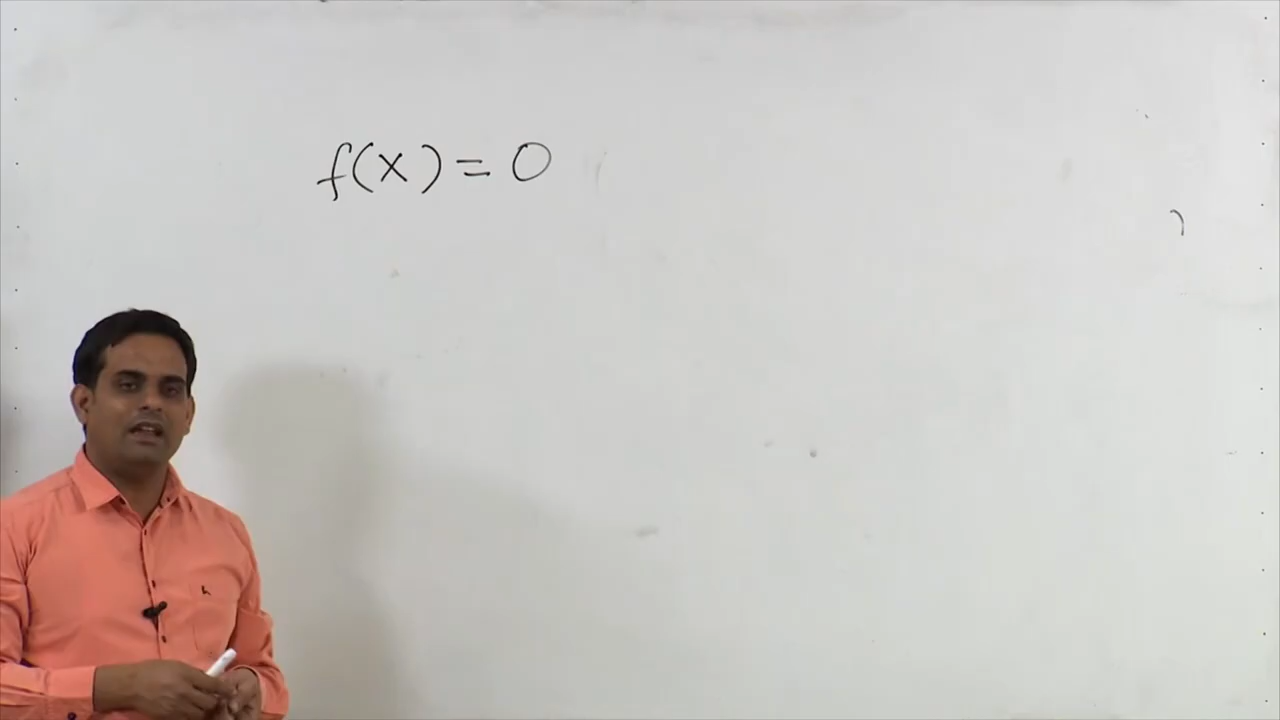 f(x) = 0